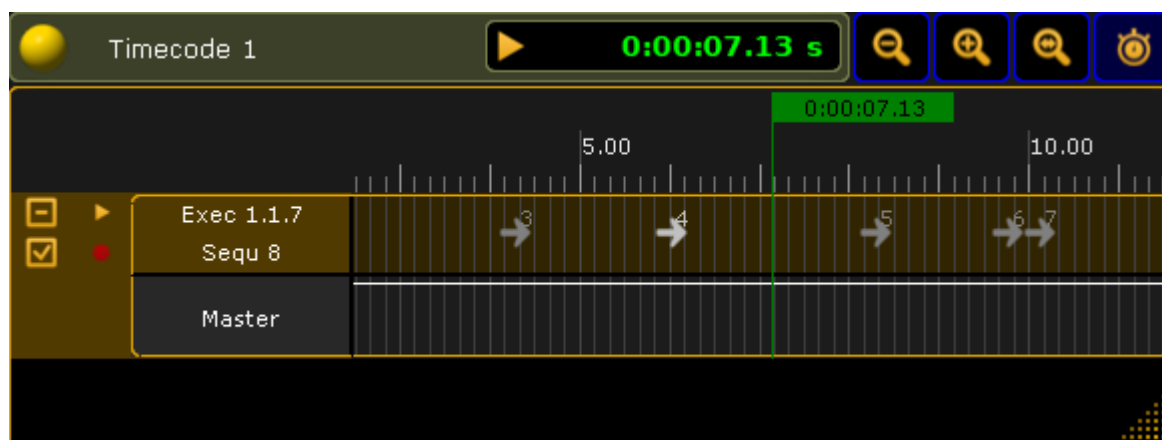 Timecode 1
0:00:07.13 s
0:00:07.13
5.00
10.00
Exec 1.1.7
Sequ 8
3
4
5
6
7
Master